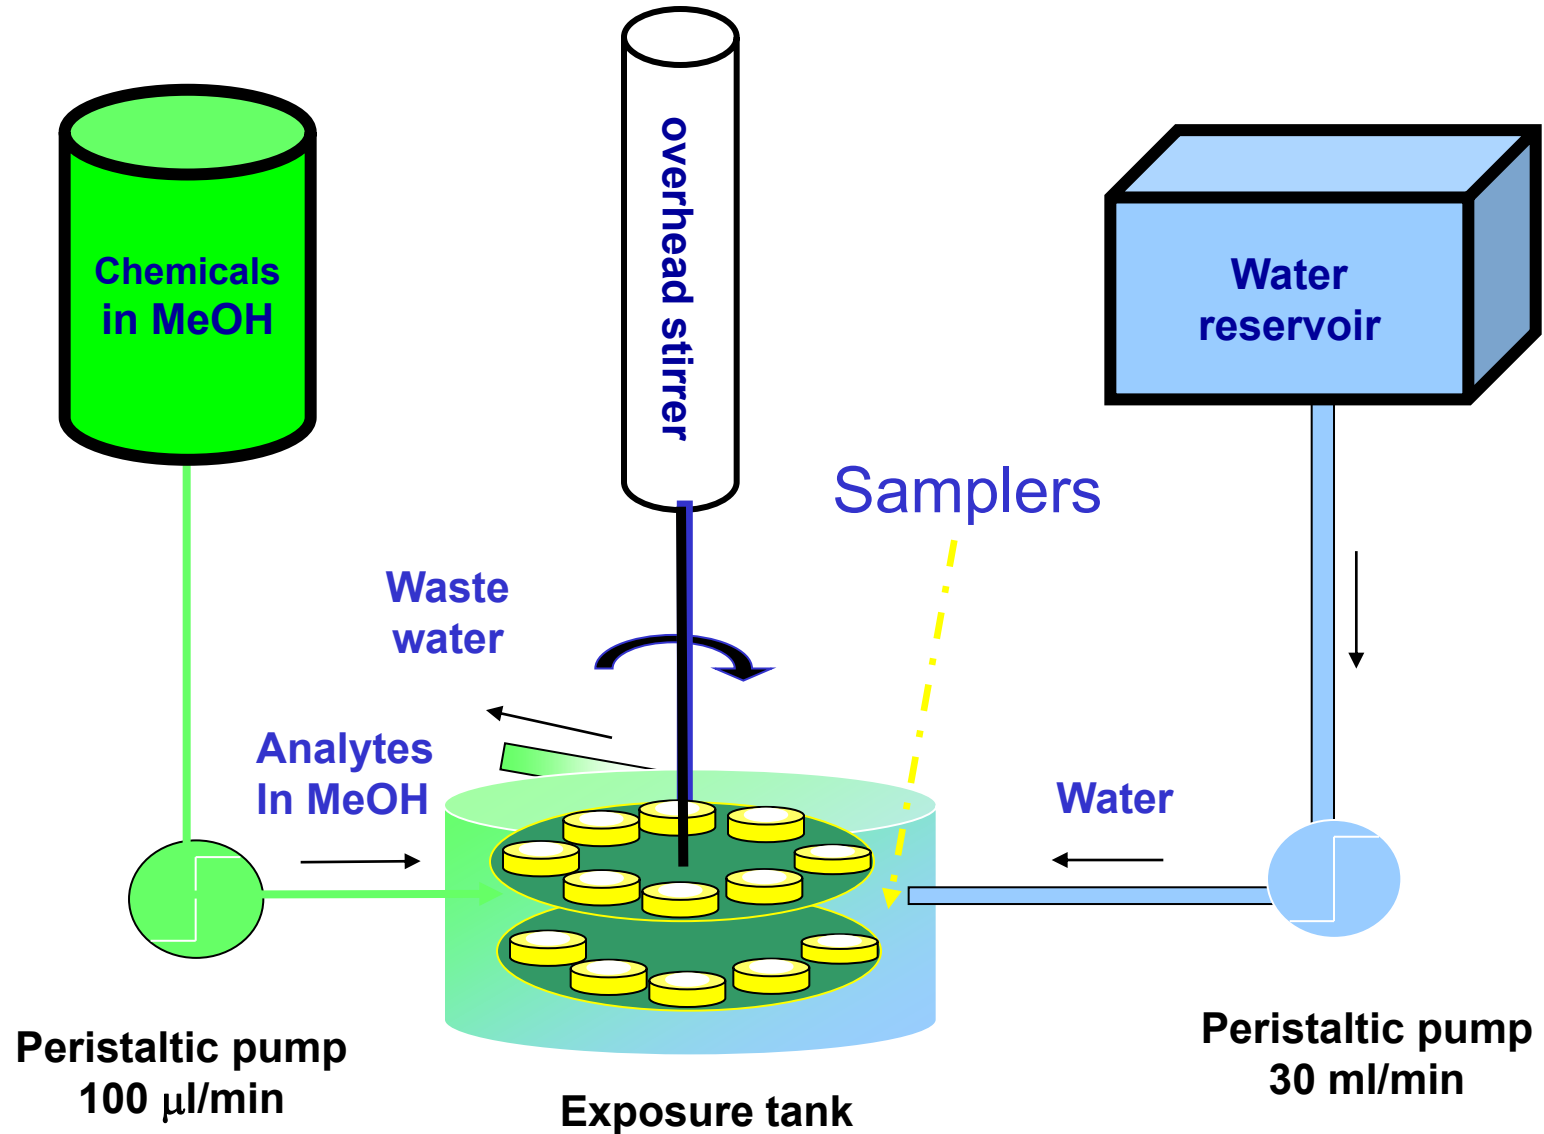 overhead stirrer
Chemicals
in MeOH
Water
reservoir
Samplers
Waste
water
Analytes
In MeOH
Water
Peristaltic pump
100 μl/min
Exposure tank
Peristaltic pump
30 ml/min